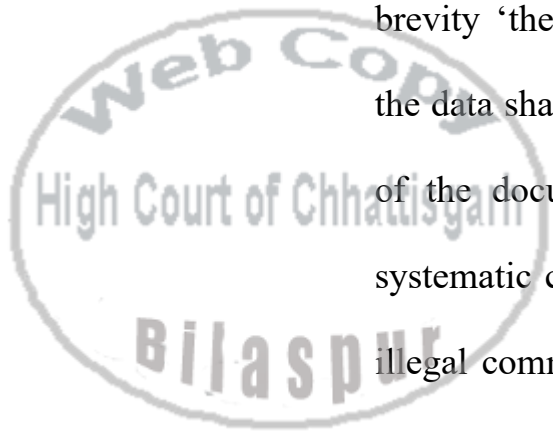 brevity ‘the
the data sha
of the docu
systematic c
illegal comm
Web Copy
High Court of Chhattisgarh
Bilaspur